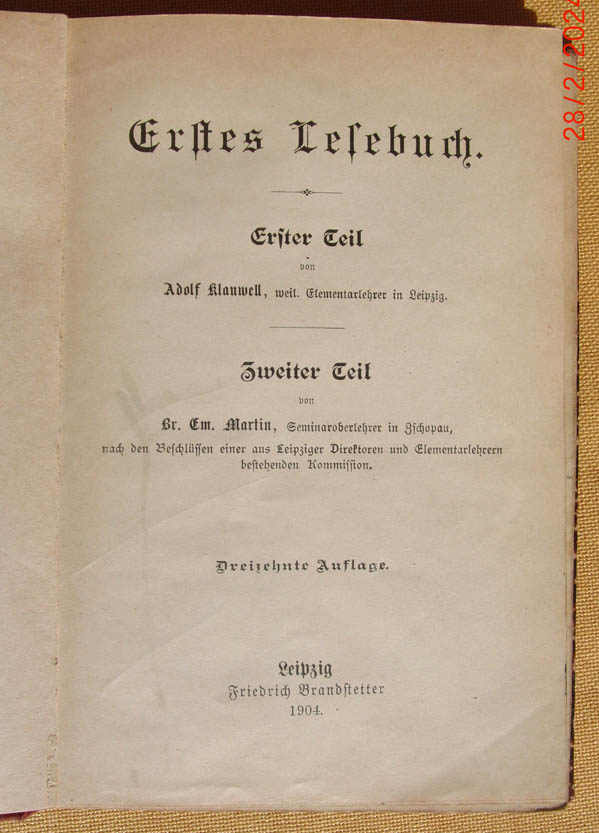 28/2/2024
Erstes Lesebuch.
Erster Teil
von
Adolf Klauwell, weil. Elementarlehrer in Leipzig.
Zweiter Teil
von
Br. Em. Martin, Seminaroberlehrer in Zschopau,
nach den Beschlüssen einer aus Leipziger Direktoren und Elementarlehrern
bestehenden Kommission.
Dreizehnte Auflage.
Leipzig
Friedrich Brandstetter
1904.